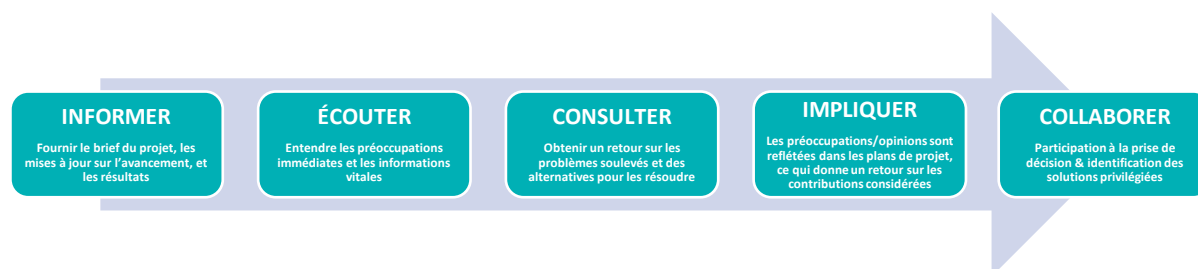 INFORMER
Fournir le brief du projet, les
mises à jour sur l'avancement, et
les résultats
ÉCOUTER
Entendre les préoccupations
immédiates et les informations
vitales
CONSULTER
Obtenir un retour sur les
problèmes soulevés et des
alternatives pour les résoudre
IMPLIQUER
Les préoccupations/opinions sont
reflétées dans les plans de projet,
ce qui donne un retour sur les
contributions considérées
COLLABORER
Participation à la prise de
décision & identification des
solutions privilégiées